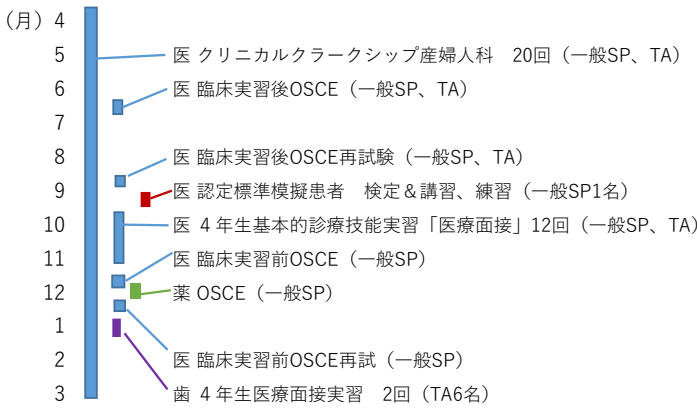 (月) 4
5 医 クリニカルクラークシップ産婦人科 20回（一般SP、TA）
6 医 臨床実習後OSCE（一般SP、TA）
7
8 医 臨床実習後OSCE再試験（一般SP、TA）
9 医 認定標準模擬患者 検定＆講習、練習（一般SP1名）
10 医 ４年生基本的診療技能実習「医療面接」12回（一般SP、TA）
11 医 臨床実習前OSCE（一般SP）
12 薬 OSCE（一般SP）
1
2 医 臨床実習前OSCE再試（一般SP）
3 歯 ４年生医療面接実習 2回（TA6名）